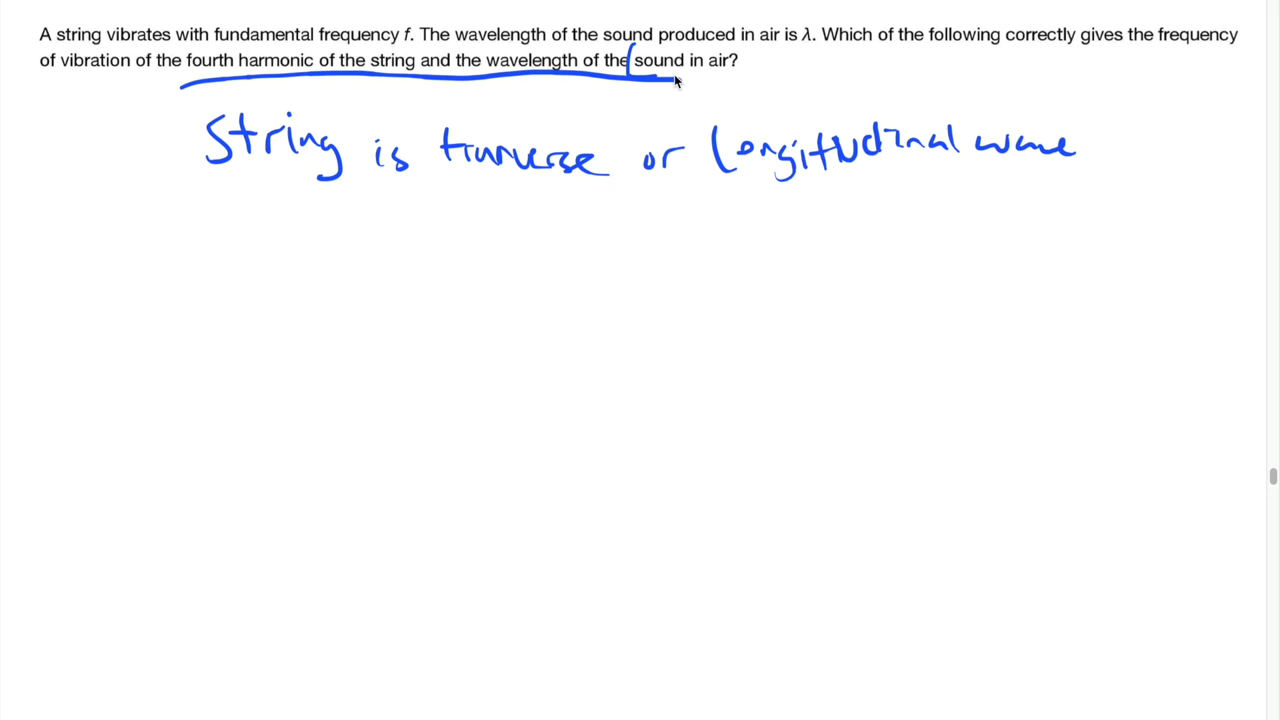 A string vibrates with fundamental frequency f. The wavelength of the sound produced in air is λ. Which of the following correctly gives the frequency
of vibration of the fourth harmonic of the string and the wavelength of the sound in air?
String is tranverse or longitudinal wave